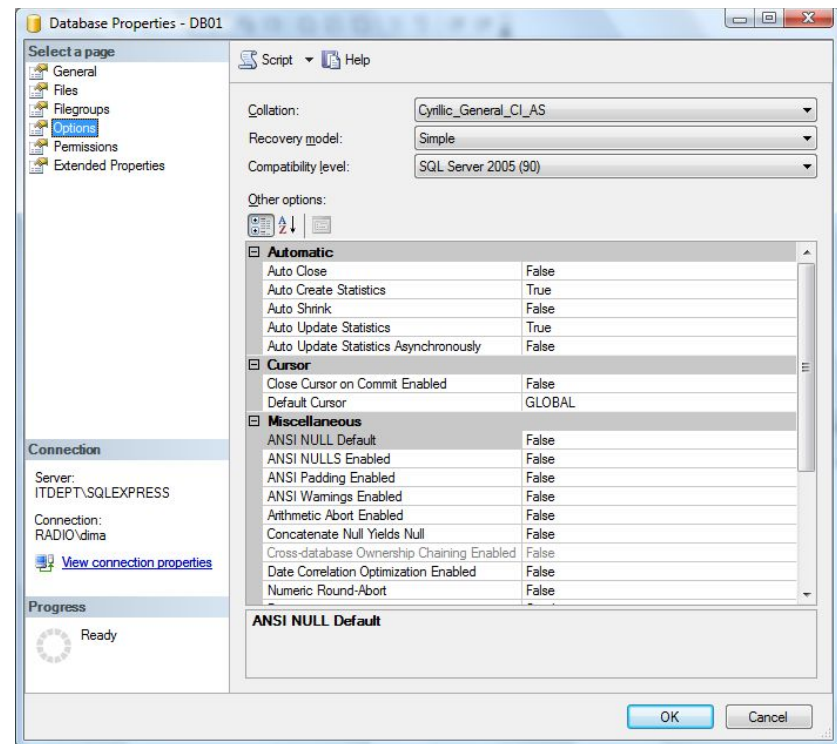 Database Properties - DB01
Select a page
General
Files
Filegroups
Options
Permissions
Extended Properties
Script Help
Collation: Cyrillic_General_CI_AS
Recovery model: Simple
Compatibility level: SQL Server 2005 (90)
Other options:
Automatic
Auto Close False
Auto Create Statistics True
Auto Shrink False
Auto Update Statistics True
Auto Update Statistics Asynchronously False
Cursor
Close Cursor on Commit Enabled False
Default Cursor GLOBAL
Miscellaneous
ANSI NULL Default False
ANSI NULLS Enabled False
ANSI Padding Enabled False
ANSI Warnings Enabled False
Arithmetic Abort Enabled False
Concatenate Null Yields Null False
Cross-database Ownership Chaining Enabled False
Date Correlation Optimization Enabled False
Numeric Round-Abort False
ANSI NULL Default
Connection
Server:
ITDEPT\SQLEXPRESS
Connection:
RADIO\dima
View connection properties
Progress
Ready
OK Cancel